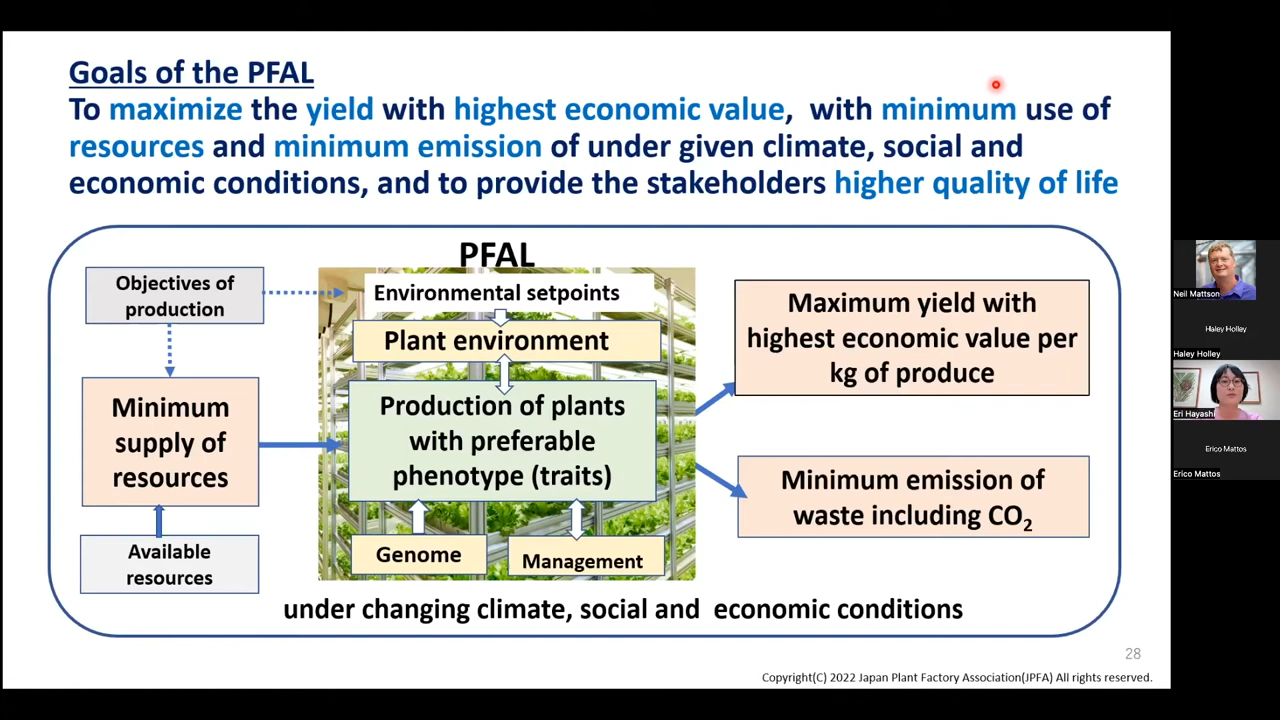 Goals of the PFAL
To maximize the yield with highest economic value, with minimum use of
resources and minimum emission of under given climate, social and
economic conditions, and to provide the stakeholders higher quality of life
PFAL
Objectives of
production
Minimum
supply of
resources
Available
resources
Environmental setpoints
Plant environment
Production of plants
with preferable
phenotype (traits)
Genome
Management
Maximum yield with
highest economic value per
kg of produce
Minimum emission of
waste including CO2
under changing climate, social and economic conditions
28
Copyright(C) 2022 Japan Plant Factory Association(JPFA) All rights reserved.
Neil Mattson
Haley Holley
Haley Holley
Eri Hayashi
Erico Mattos
Erico Mattos